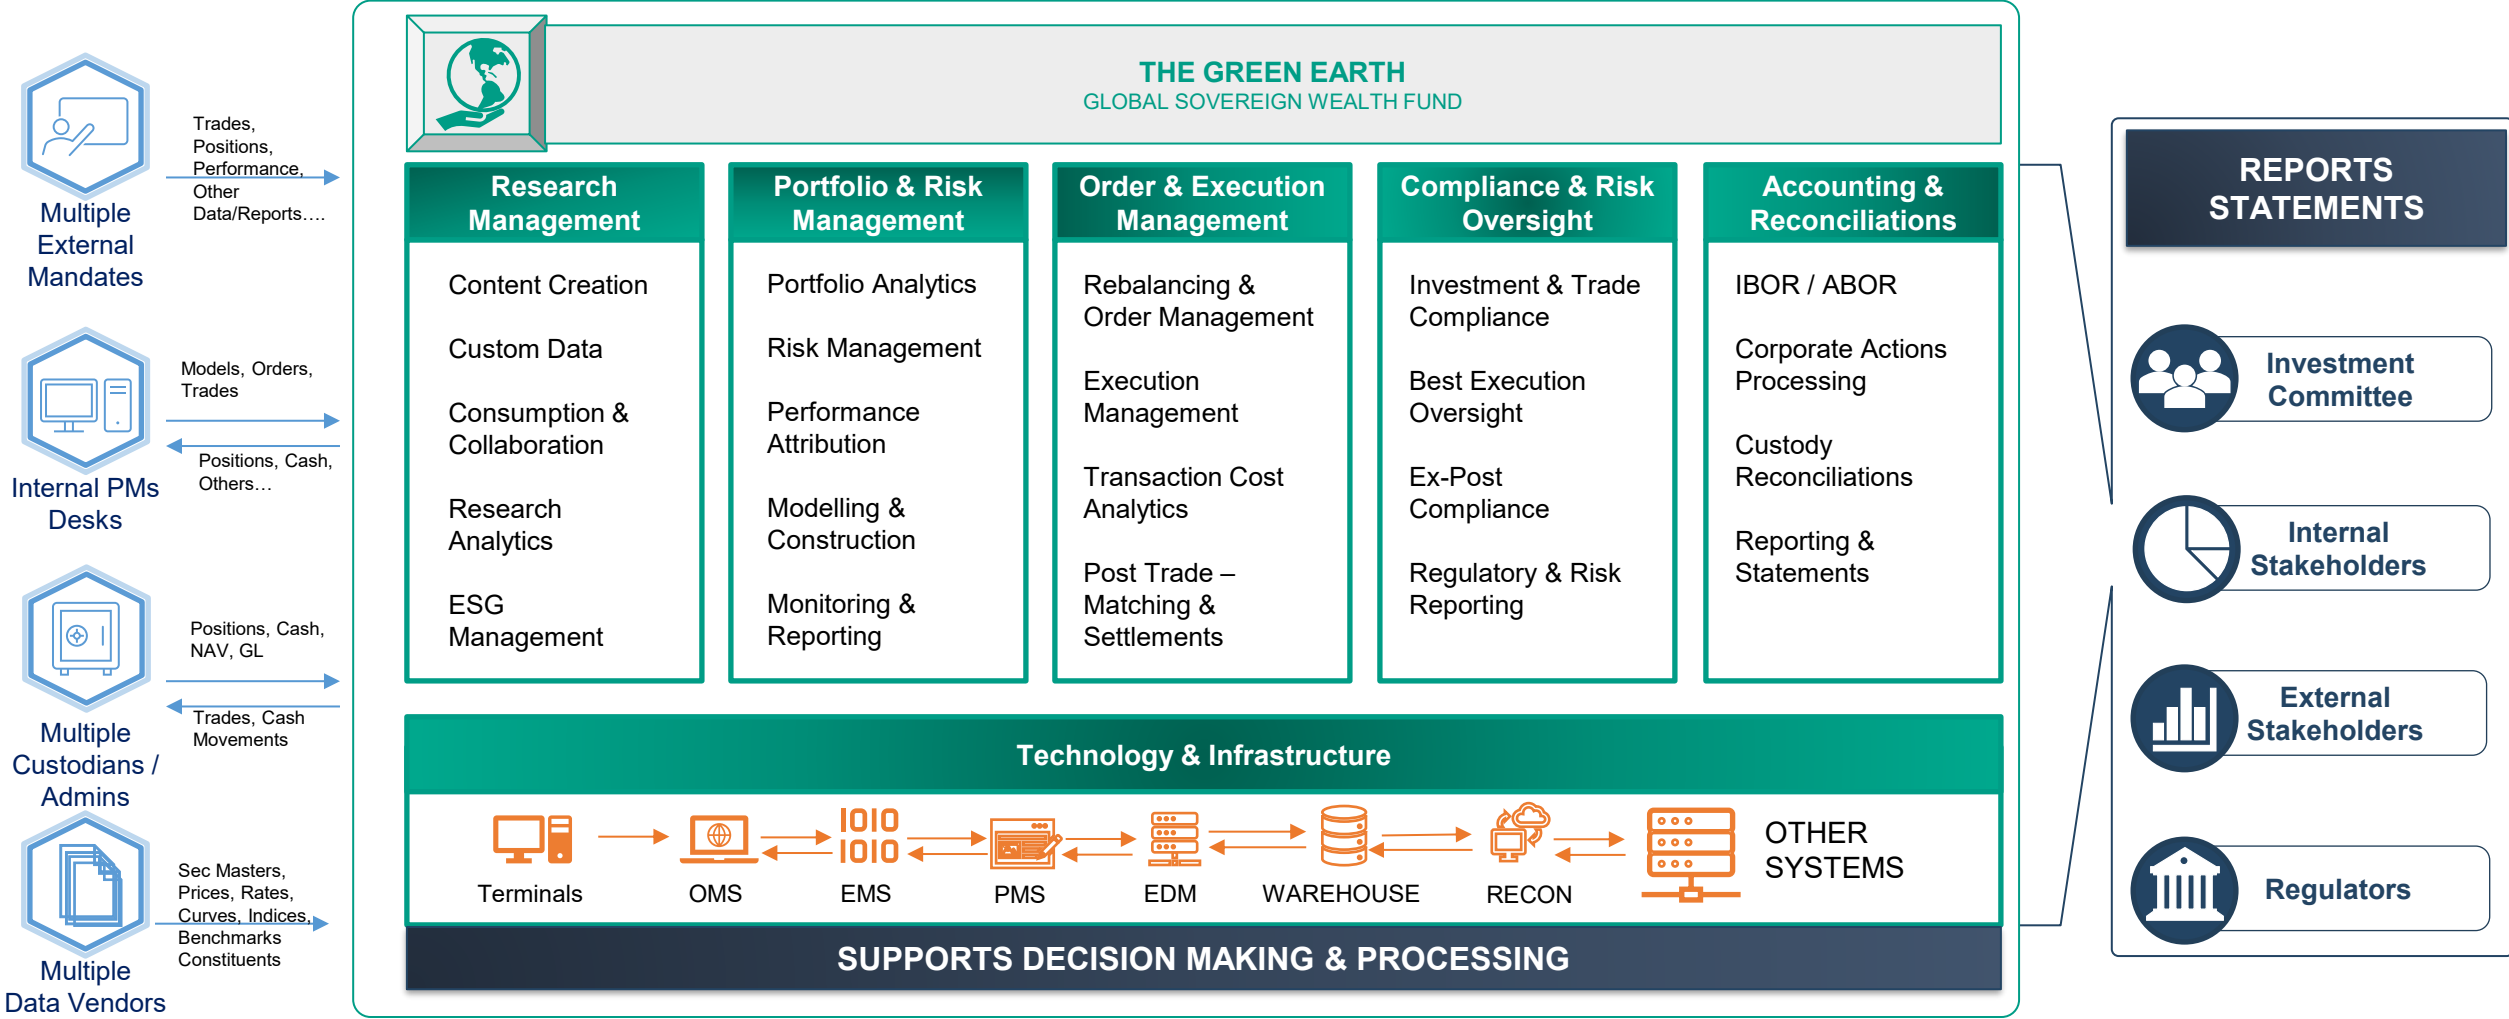 THE GREEN EARTH
GLOBAL SOVEREIGN WEALTH FUND
Trades,
Positions,
Performance,
Other
Data/Reports….
Multiple
External
Mandates
Models, Orders,
Trades
Positions, Cash,
Others…
Internal PMs
Desks
Positions, Cash,
NAV, GL
Trades, Cash
Movements
Multiple
Custodians /
Admins
Sec Masters,
Prices, Rates,
Curves, Indices,
Benchmarks
Constituents
Multiple
Data Vendors
Research
Management
Content Creation
Custom Data
Consumption &
Collaboration
Research
Analytics
ESG
Management
Portfolio & Risk
Management
Portfolio Analytics
Risk Management
Performance
Attribution
Modelling &
Construction
Monitoring &
Reporting
Order & Execution
Management
Rebalancing &
Order Management
Execution
Management
Transaction Cost
Analytics
Post Trade –
Matching &
Settlements
Compliance & Risk
Oversight
Investment & Trade
Compliance
Best Execution
Oversight
Ex-Post
Compliance
Regulatory & Risk
Reporting
Accounting &
Reconciliations
IBOR / ABOR
Corporate Actions
Processing
Custody
Reconciliations
Reporting &
Statements
Technology & Infrastructure
IOIO
IOIO
Terminals
OMS
EMS
PMS
EDM
WAREHOUSE
RECON
OTHER
SYSTEMS
SUPPORTS DECISION MAKING & PROCESSING
REPORTS
STATEMENTS
Investment
Committee
Internal
Stakeholders
External
Stakeholders
Regulators